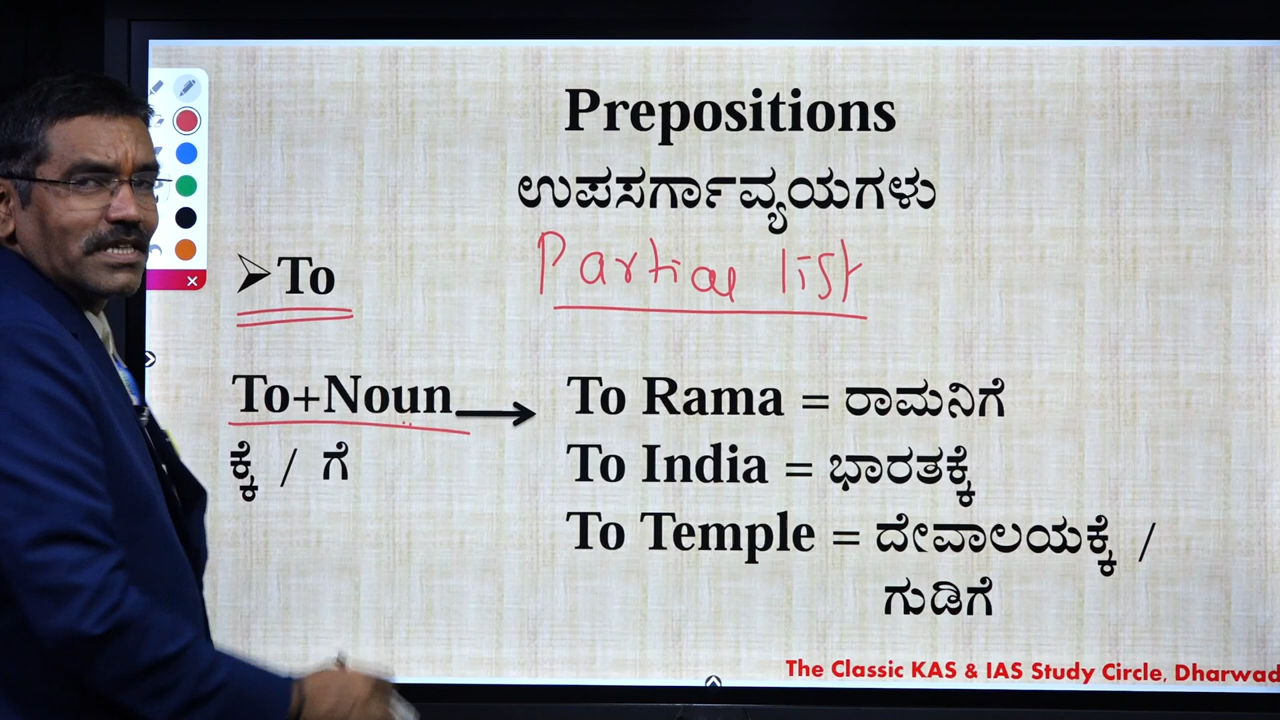 Prepositions
ಉಪಸರ್ಗಾವ್ಯಯಗಳು
➢To
Partial list
To+Noun
ಕ್ಕೆ / ಗೆ
To Rama = ರಾಮನಿಗೆ
To India = ಭಾರತಕ್ಕೆ
To Temple = ದೇವಾಲಯಕ್ಕೆ /
ಗುಡಿಗೆ
The Classic KAS & IAS Study Circle, Dharwad